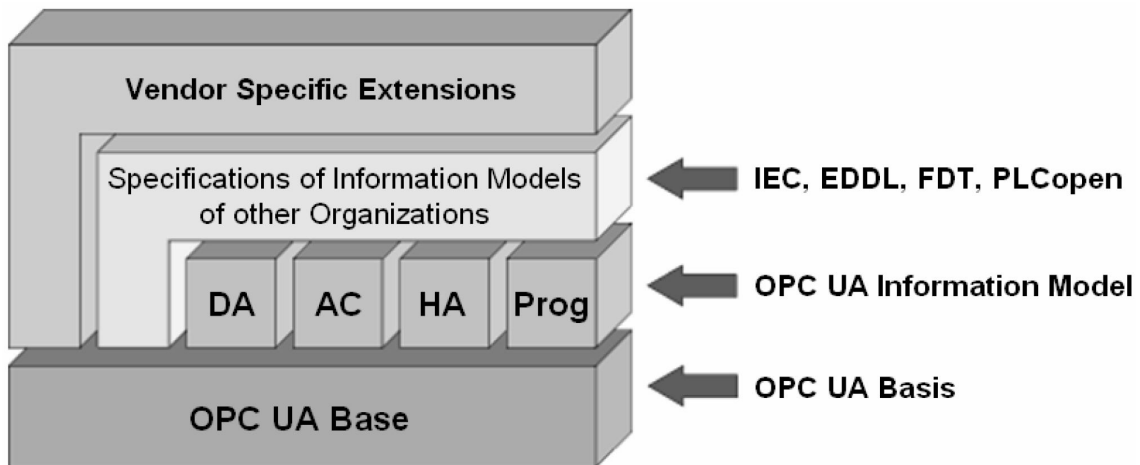 Vendor Specific Extensions
Specifications of Information Models
of other Organizations
IEC, EDDL, FDT, PLCopen
DA AC HA Prog
OPC UA Information Model
OPC UA Base
OPC UA Basis